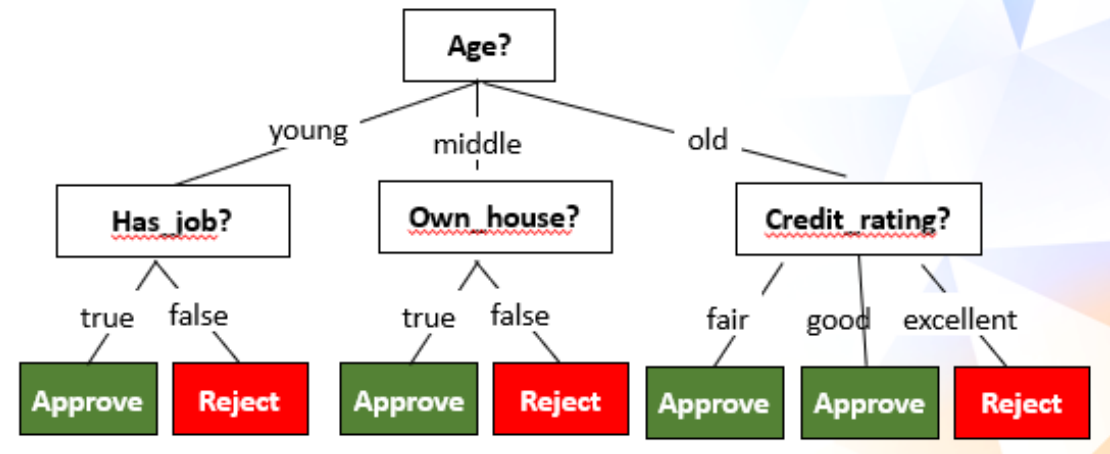 Age?
young
middle
old
Has_job?
Own_house?
Credit_rating?
true
false
true
false
fair
good
excellent
Approve
Reject
Approve
Reject
Approve
Approve
Reject